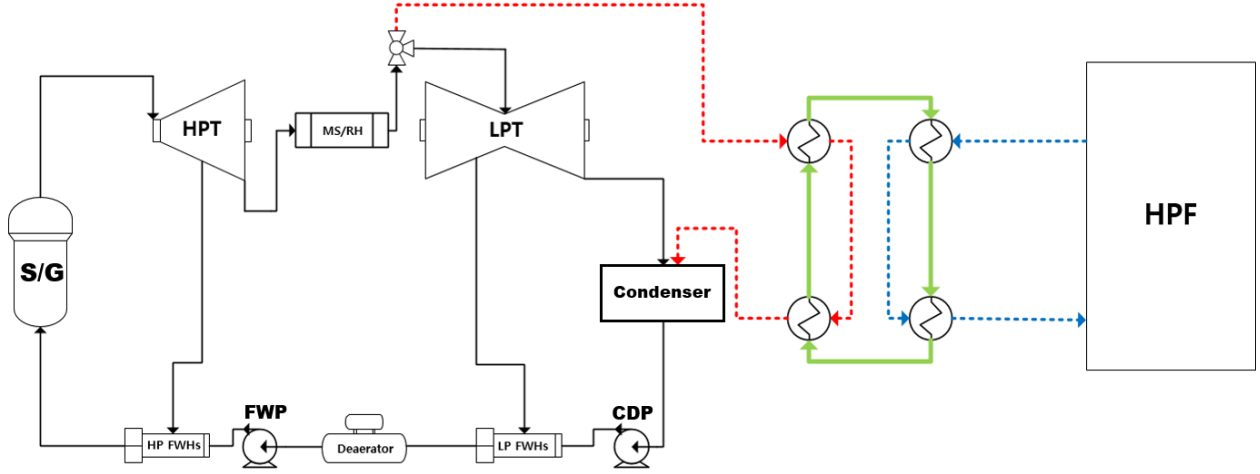 HPT
MS/RH
LPT
HPF
S/G
Condenser
FWP
CDP
HP FWHs
Deaerator
LP FWHs